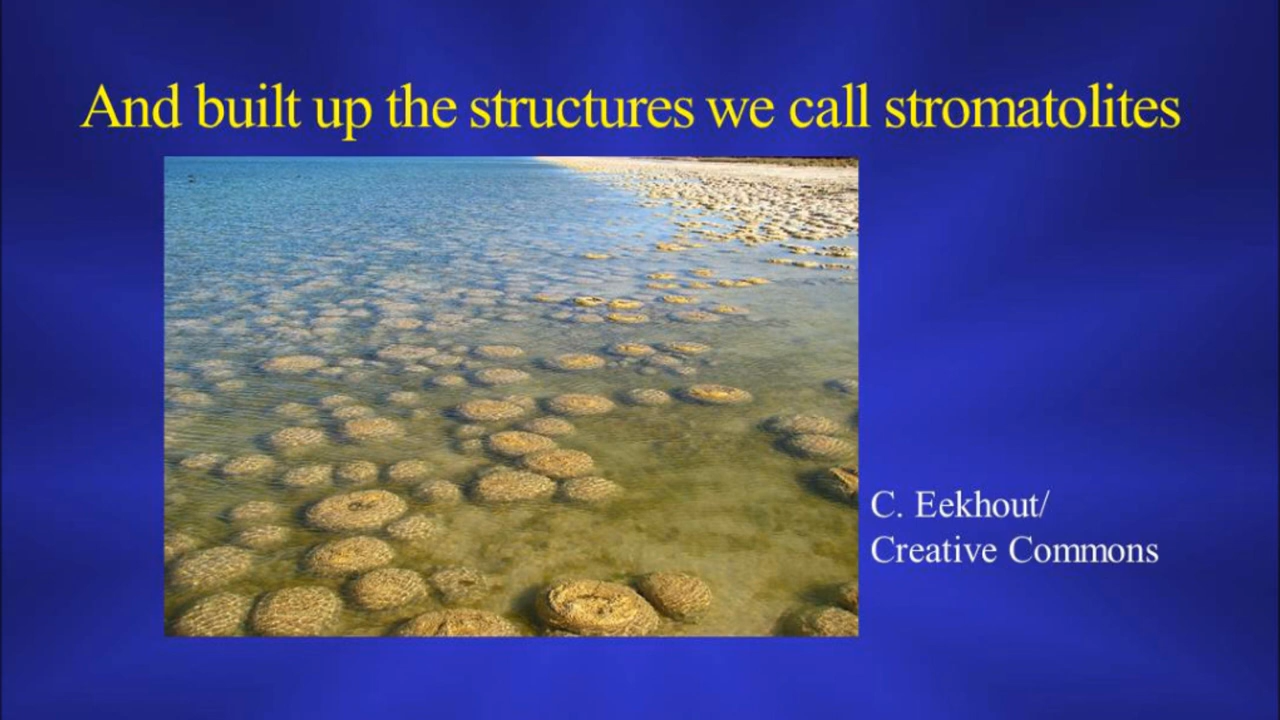 And built up the structures we call stromatolites
C. Eekhout/
Creative Commons